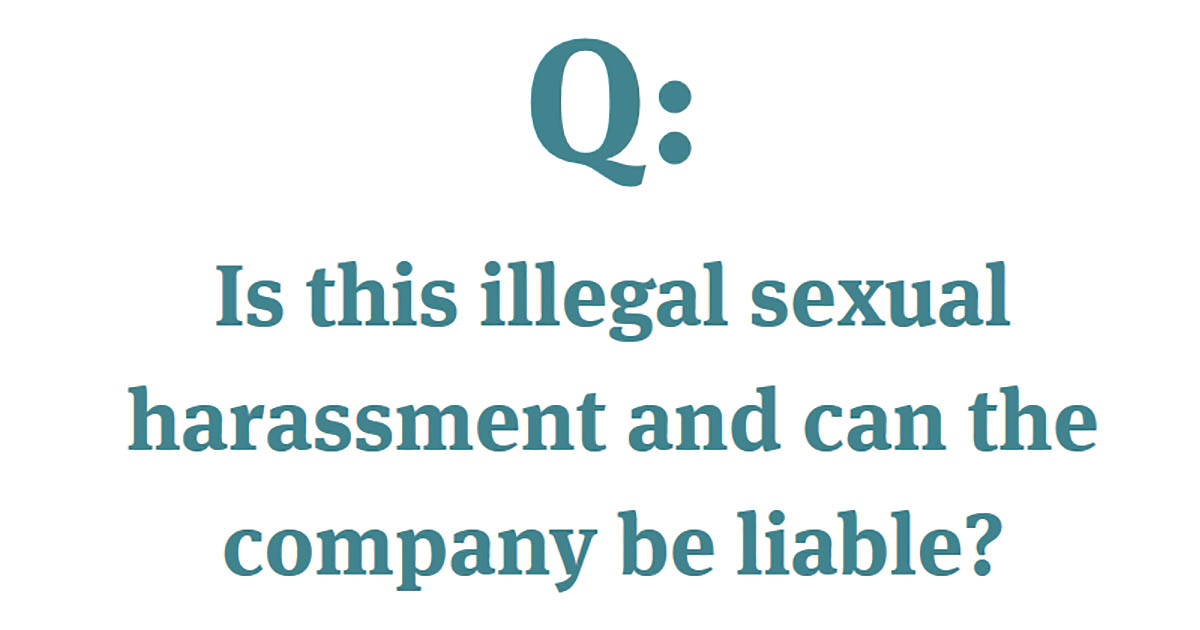 Q:
Is this illegal sexual
harassment and can the
company be liable?